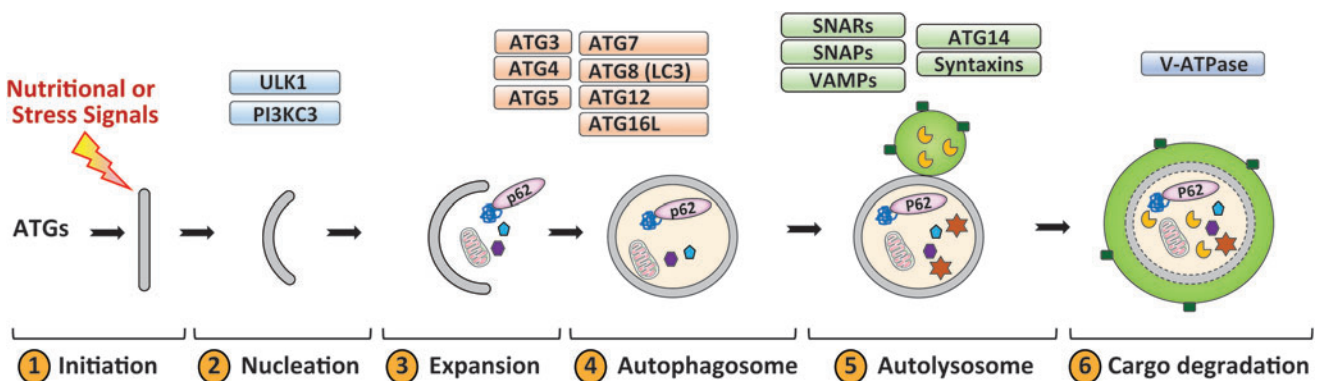 Nutritional or
Stress Signals
ATGs
ULK1
PI3KC3
ATG3
ATG4
ATG5
ATG7
ATG8 (LC3)
ATG12
ATG16L
SNARs
SNAPs
VAMPs
ATG14
Syntaxins
V-ATPase
p62
p62
P62
P62
1 Initiation
2 Nucleation
3 Expansion
4 Autophagosome
5 Autolysosome
6 Cargo degradation